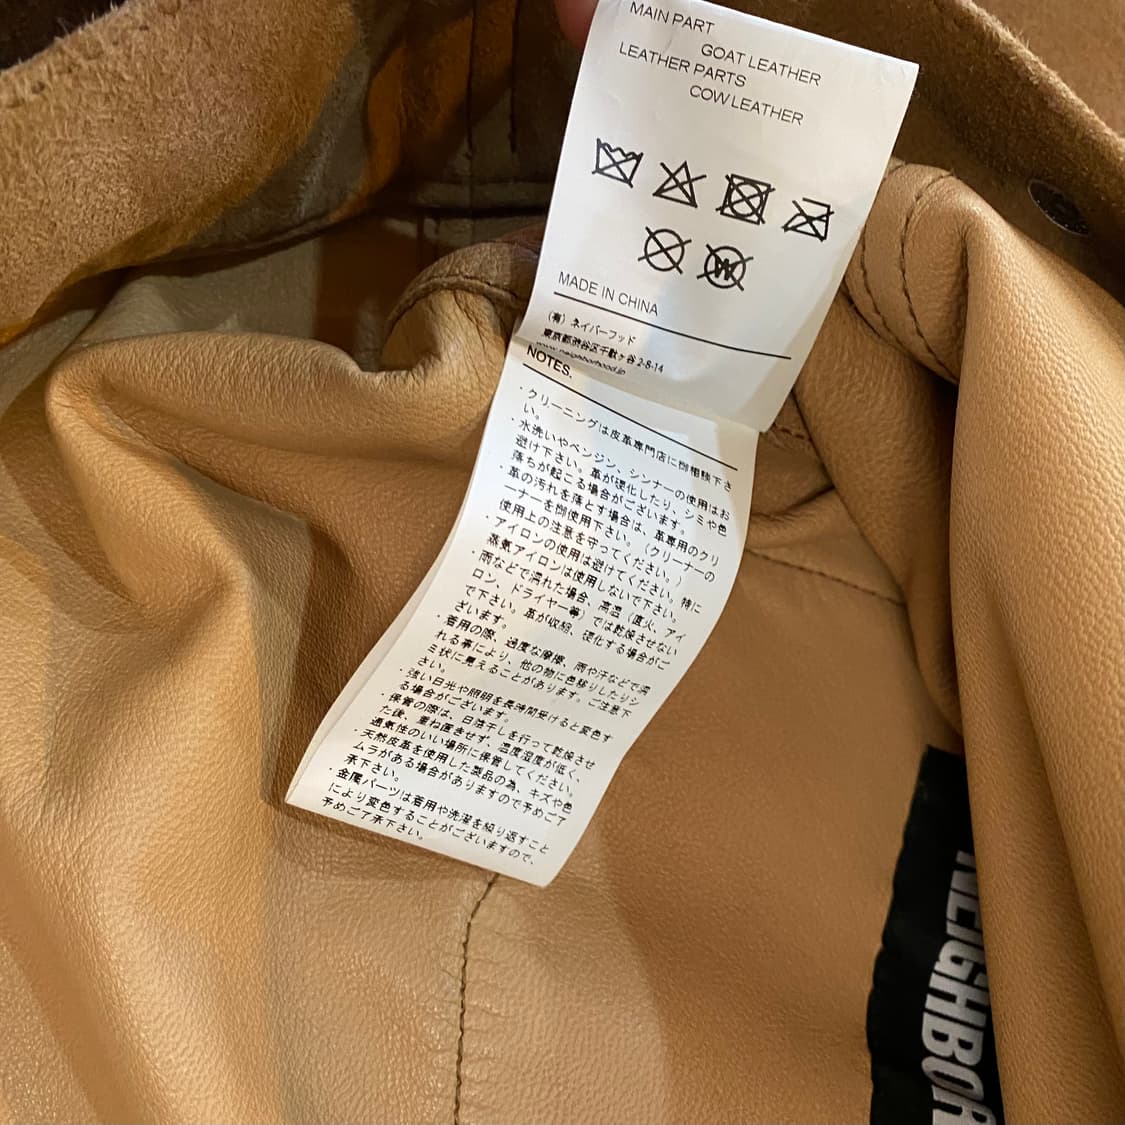 MAIN PART
GOAT LEATHER
LEATHER PARTS
COW LEATHER
W
MADE IN CHINA
(有) ネイバーフッド
東京都渋谷区千駄ヶ谷 2-8-14
www.neighborhood.jp
NOTES.
・クリーニングは皮革専門店に御相談下さ
い。
・水洗いやベンジン、シンナーの使用はお
避け下さい。革が硬化したり、シミや色
落ちが起こる場合がございます。
・革の汚れを落とす場合は、革専用のクリ
ーナーを御使用下さい。(クリーナーの
使用上の注意を守ってください。)
・アイロンの使用は避けてください。特に
蒸気アイロンは使用しないで下さい。
・雨などで濡れた場合、高温(直火、アイ
ロン、ドライヤー等)では乾燥させない
で下さい。革が収縮、硬化する場合がご
ざいます。
・着用の際、過度な摩擦、雨や汗などで濡
れる事により、他の物に色移りしたりシ
ミ状に見えることがあります。ご注意下
さい。
・強い日光や照明を長時間受けると変色す
る場合がございます。
・保管の際は、日陰干しを行って乾燥させ
た後、重ね置きせず、温度湿度が低く、
通気性のいい場所に保管してください。
・天然皮革を使用した製品の為、キズや色
ムラがある場合がありますので予めご了
承下さい。
・金属パーツは着用や洗濯を繰り返すこと
により変色することがございますので、
予めご了承下さい。
NEIGHBOR